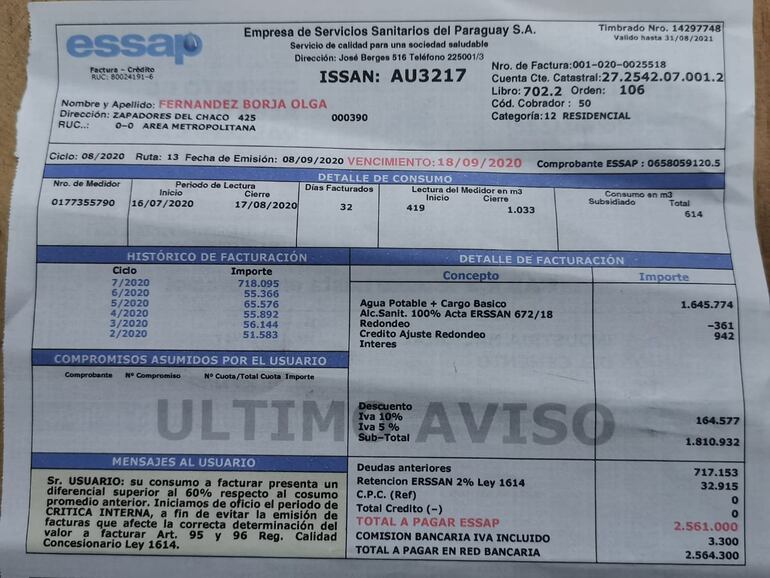 essap
Factura - Crédito
RUC: 80024191-6
Empresa de Servicios Sanitarios del Paraguay S.A.
Servicio de calidad para una sociedad saludable
Dirección: José Berges 516 Teléfono 225001/3
ISSAN: AU3217
Timbrado Nro. 14297748
Valido hasta 31/08/2021
Nro. de Factura:001-020-0025518
Cuenta Cte. Catastral:27.2542.07.001.2
Libro:702.2 Orden: 106
Cód. Cobrador : 50
Categoría:12 RESIDENCIAL
Nombre y Apellido: FERNANDEZ BORJA OLGA
Dirección: ZAPADORES DEL CHACO 425 000390
RUC..: 0-0 AREA METROPOLITANA
Ciclo: 08/2020 Ruta: 13 Fecha de Emisión: 08/09/2020 VENCIMIENTO:18/09/2020 Comprobante ESSAP : 0658059120.5
DETALLE DE CONSUMO
Nro. de Medidor Periodo de Lectura Días Facturados Lectura del Medidor en m3 Consumo en m3
Inicio Cierre Inicio Cierre Subsidiado Total
0177355790 16/07/2020 17/08/2020 32 419 1.033 614
HISTÓRICO DE FACTURACIÓN
Ciclo Importe
7/2020 718.095
6/2020 55.366
5/2020 65.576
4/2020 55.892
3/2020 56.144
2/2020 51.583
COMPROMISOS ASUMIDOS POR EL USUARIO
Comprobante Nº Compromiso Nº Cuota/Total Cuota Importe
DETALLE DE FACTURACIÓN
Concepto Importe
Agua Potable + Cargo Basico 1.645.774
Alc.Sanit. 100% Acta ERSSAN 672/18
Redondeo -361
Credito Ajuste Redondeo 942
Interes
ULTIMO AVISO
Descuento
Iva 10% 164.577
Iva 5 %
Sub-Total 1.810.932
MENSAJES AL USUARIO
Sr. USUARIO: su consumo a facturar presenta un
diferencial superior al 60% respecto al cosumo
promedio anterior. Iniciamos de oficio el periodo de
CRITICA INTERNA, a fin de evitar la emisión de
facturas que afecte la correcta determinación del
valor a facturar Art. 95 y 96 Reg. Calidad
Concesionario Ley 1614.
Deudas anteriores 717.153
Retencion ERSSAN 2% Ley 1614 32.915
C.P.C. (Ref) 0
Total Credito (-) 0
TOTAL A PAGAR ESSAP 2.561.000
COMISION BANCARIA IVA INCLUIDO 3.300
TOTAL A PAGAR EN RED BANCARIA 2.564.300